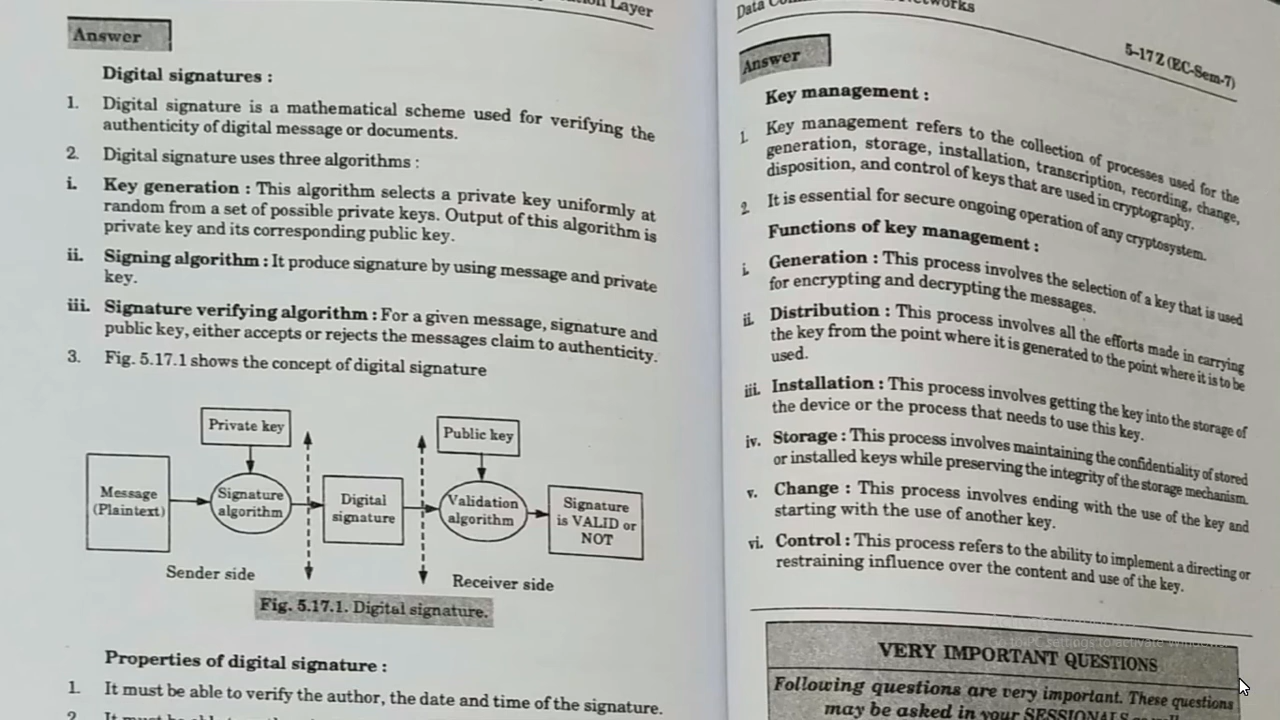 Layer
Answer
Digital signatures :
1. Digital signature is a mathematical scheme used for verifying the
authenticity of digital message or documents.
2. Digital signature uses three algorithms :
i. Key generation : This algorithm selects a private key uniformly at
random from a set of possible private keys. Output of this algorithm is
private key and its corresponding public key.
ii. Signing algorithm : It produce signature by using message and private
key.
iii. Signature verifying algorithm : For a given message, signature and
public key, either accepts or rejects the messages claim to authenticity.
3. Fig. 5.17.1 shows the concept of digital signature
Private key
Public key
Message
(Plaintext)
Signature
algorithm
Digital
signature
Validation
algorithm
Signature
is VALID or
NOT
Sender side
Receiver side
Fig. 5.17.1. Digital signature.
Properties of digital signature :
1. It must be able to verify the author, the date and time of the signature.
2. It must be able
Data
5-17 Z (EC-Sem-7)
Answer
Key management :
1. Key management refers to the collection of processes used for the
generation, storage, installation, transcription, recording, change,
disposition, and control of keys that are used in cryptography.
2. It is essential for secure ongoing operation of any cryptosystem.
Functions of key management :
i. Generation : This process involves the selection of a key that is used
for encrypting and decrypting the messages.
ii. Distribution : This process involves all the efforts made in carrying
the key from the point where it is generated to the point where it is to be
used.
iii. Installation : This process involves getting the key into the storage of
the device or the process that needs to use this key.
iv. Storage : This process involves maintaining the confidentiality of stored
or installed keys while preserving the integrity of the storage mechanism.
v. Change : This process involves ending with the use of the key and
starting with the use of another key.
vi. Control : This process refers to the ability to implement a directing or
restraining influence over the content and use of the key.
VERY IMPORTANT QUESTIONS
Following questions are very important. These questions
may be asked in your SESSIONALS